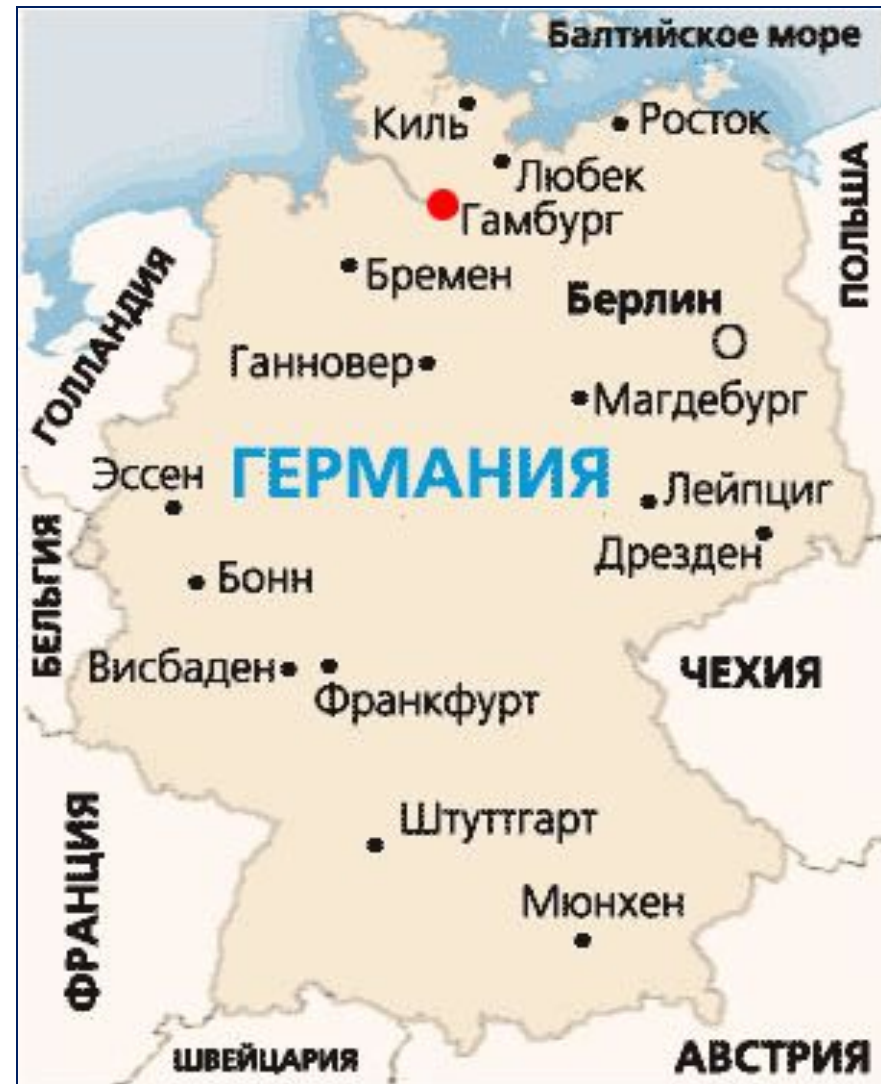 Балтийское море
Киль
Росток
Любек
Гамбург
ПОЛЬША
Бремен
Берлин
ГОЛЛАНДИЯ
Ганновер
Магдебург
Эссен
ГЕРМАНИЯ
Лейпциг
Дрезден
БЕЛЬГИЯ
Бонн
Висбаден
Франкфурт
ЧЕХИЯ
Штуттгарт
ФРАНЦИЯ
Мюнхен
ШВЕЙЦАРИЯ
АВСТРИЯ